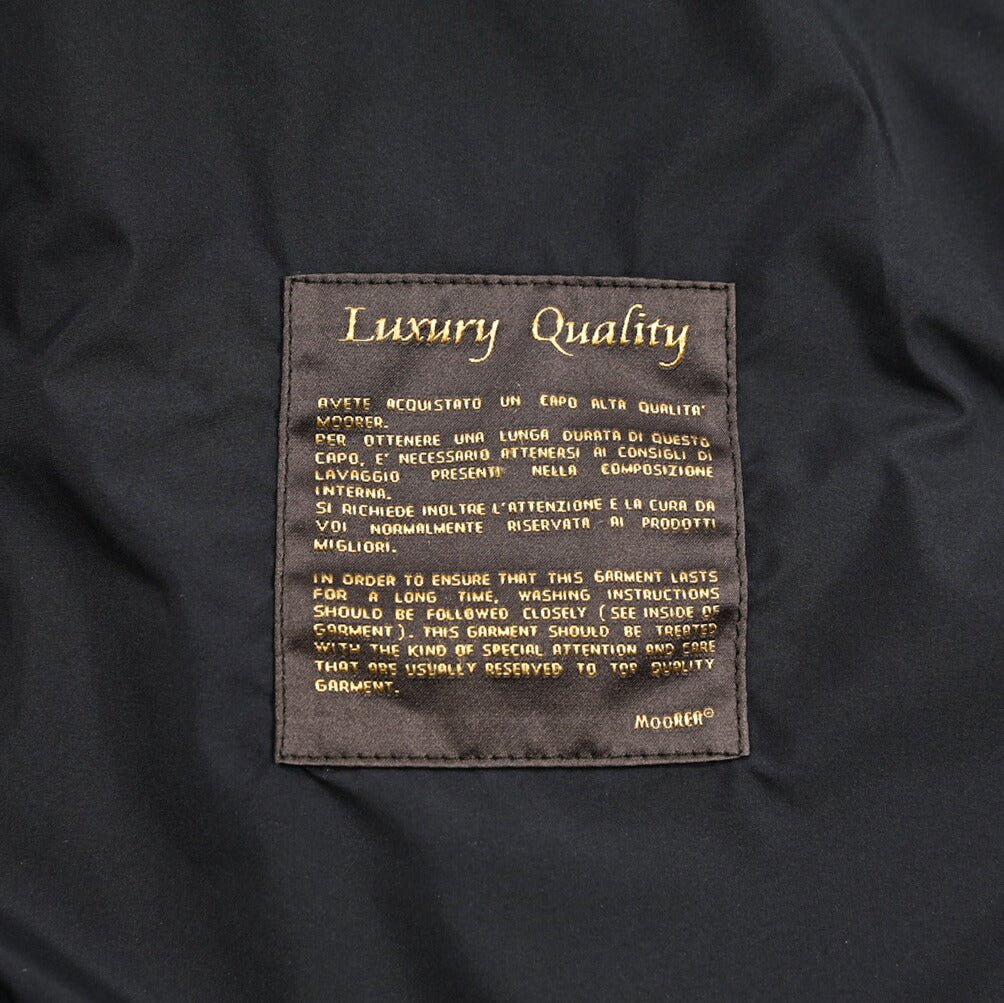 Luxury Quality
AVETE ACQUISTATO UN CAPO ALTA QUALITA'
MOORER.
PER OTTENERE UNA LUNGA DURATA DI QUESTO
CAPO, E' NECESSARIO ATTENERSI AI CONSIGLI DI
LAVAGGIO PRESENTI NELLA COMPOSIZIONE
INTERNA.
SI RICHIEDE INOLTRE L'ATTENZIONE E LA CURA DA
VOI NORMALMENTE RISERVATA AI PRODOTTI
MIGLIORI.
IN ORDER TO ENSURE THAT THIS GARMENT LASTS
FOR A LONG TIME, WASHING INSTRUCTIONS
SHOULD BE FOLLOWED CLOSELY (SEE INSIDE OF
GARMENT). THIS GARMENT SHOULD BE TREATED
WITH THE KIND OF SPECIAL ATTENTION AND CARE
THAT ARE USUALLY RESERVED TO TOP QUALITY
GARMENT.
MOORER®